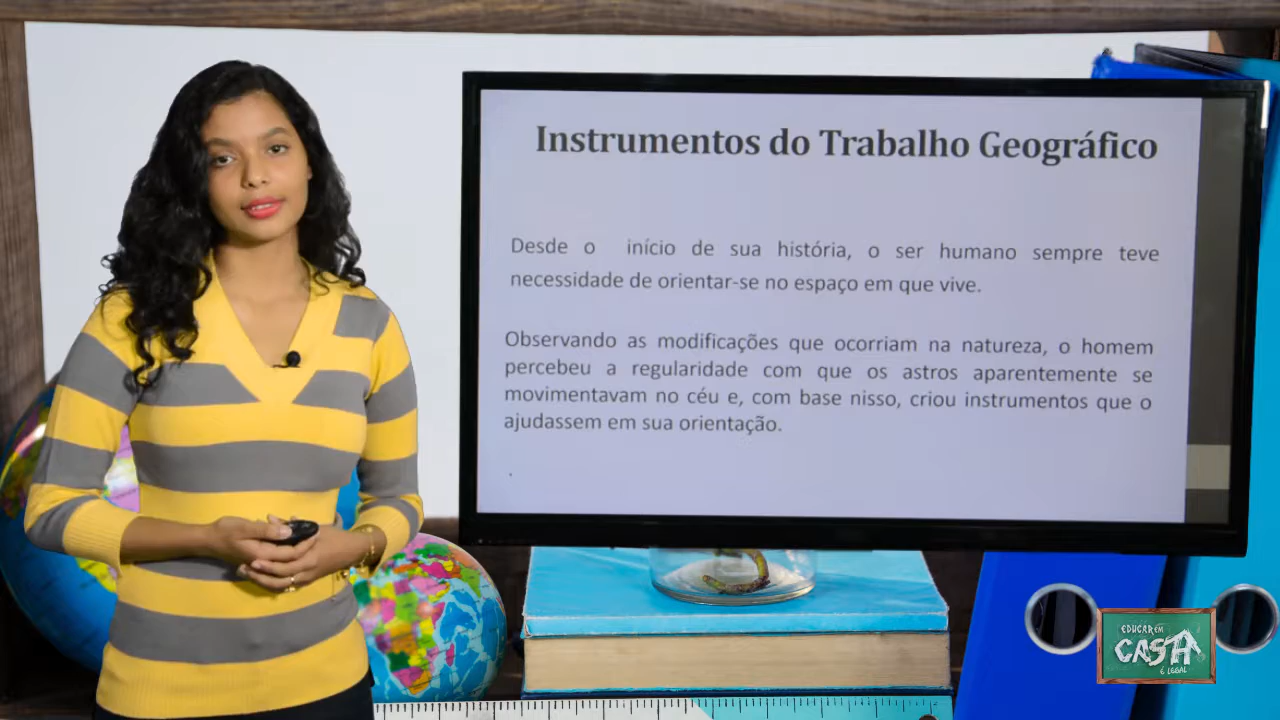 Instrumentos do Trabalho Geográfico
Desde o início de sua história, o ser humano sempre teve
necessidade de orientar-se no espaço em que vive.
Observando as modificações que ocorriam na natureza, o homem
percebeu a regularidade com que os astros aparentemente se
movimentavam no céu e, com base nisso, criou instrumentos que o
ajudassem em sua orientação.
.
EDUCAR EM
CASA
É LEGAL